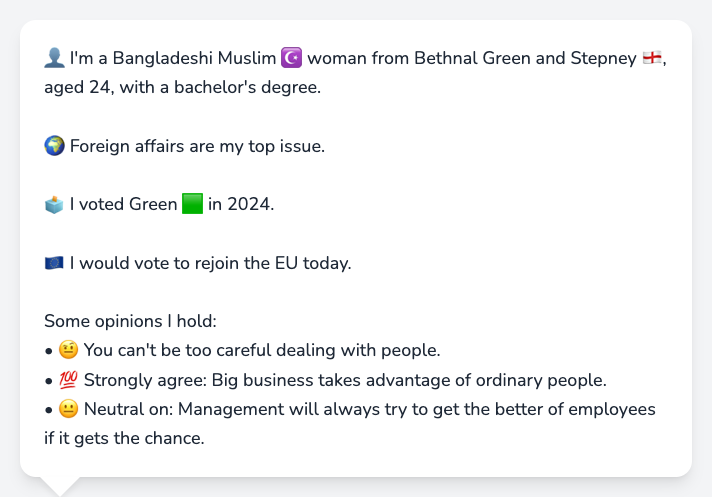 👤 I'm a Bangladeshi Muslim ☪️ woman from Bethnal Green and Stepney 🏴󠁧󠁢󠁥󠁮󠁧󠁿,
aged 24, with a bachelor's degree.
🌍 Foreign affairs are my top issue.
🗳️ I voted Green 🟩 in 2024.
🇪🇺 I would vote to rejoin the EU today.
Some opinions I hold:
• 🤨 You can't be too careful dealing with people.
• 💯 Strongly agree: Big business takes advantage of ordinary people.
• 😐 Neutral on: Management will always try to get the better of employees
if it gets the chance.